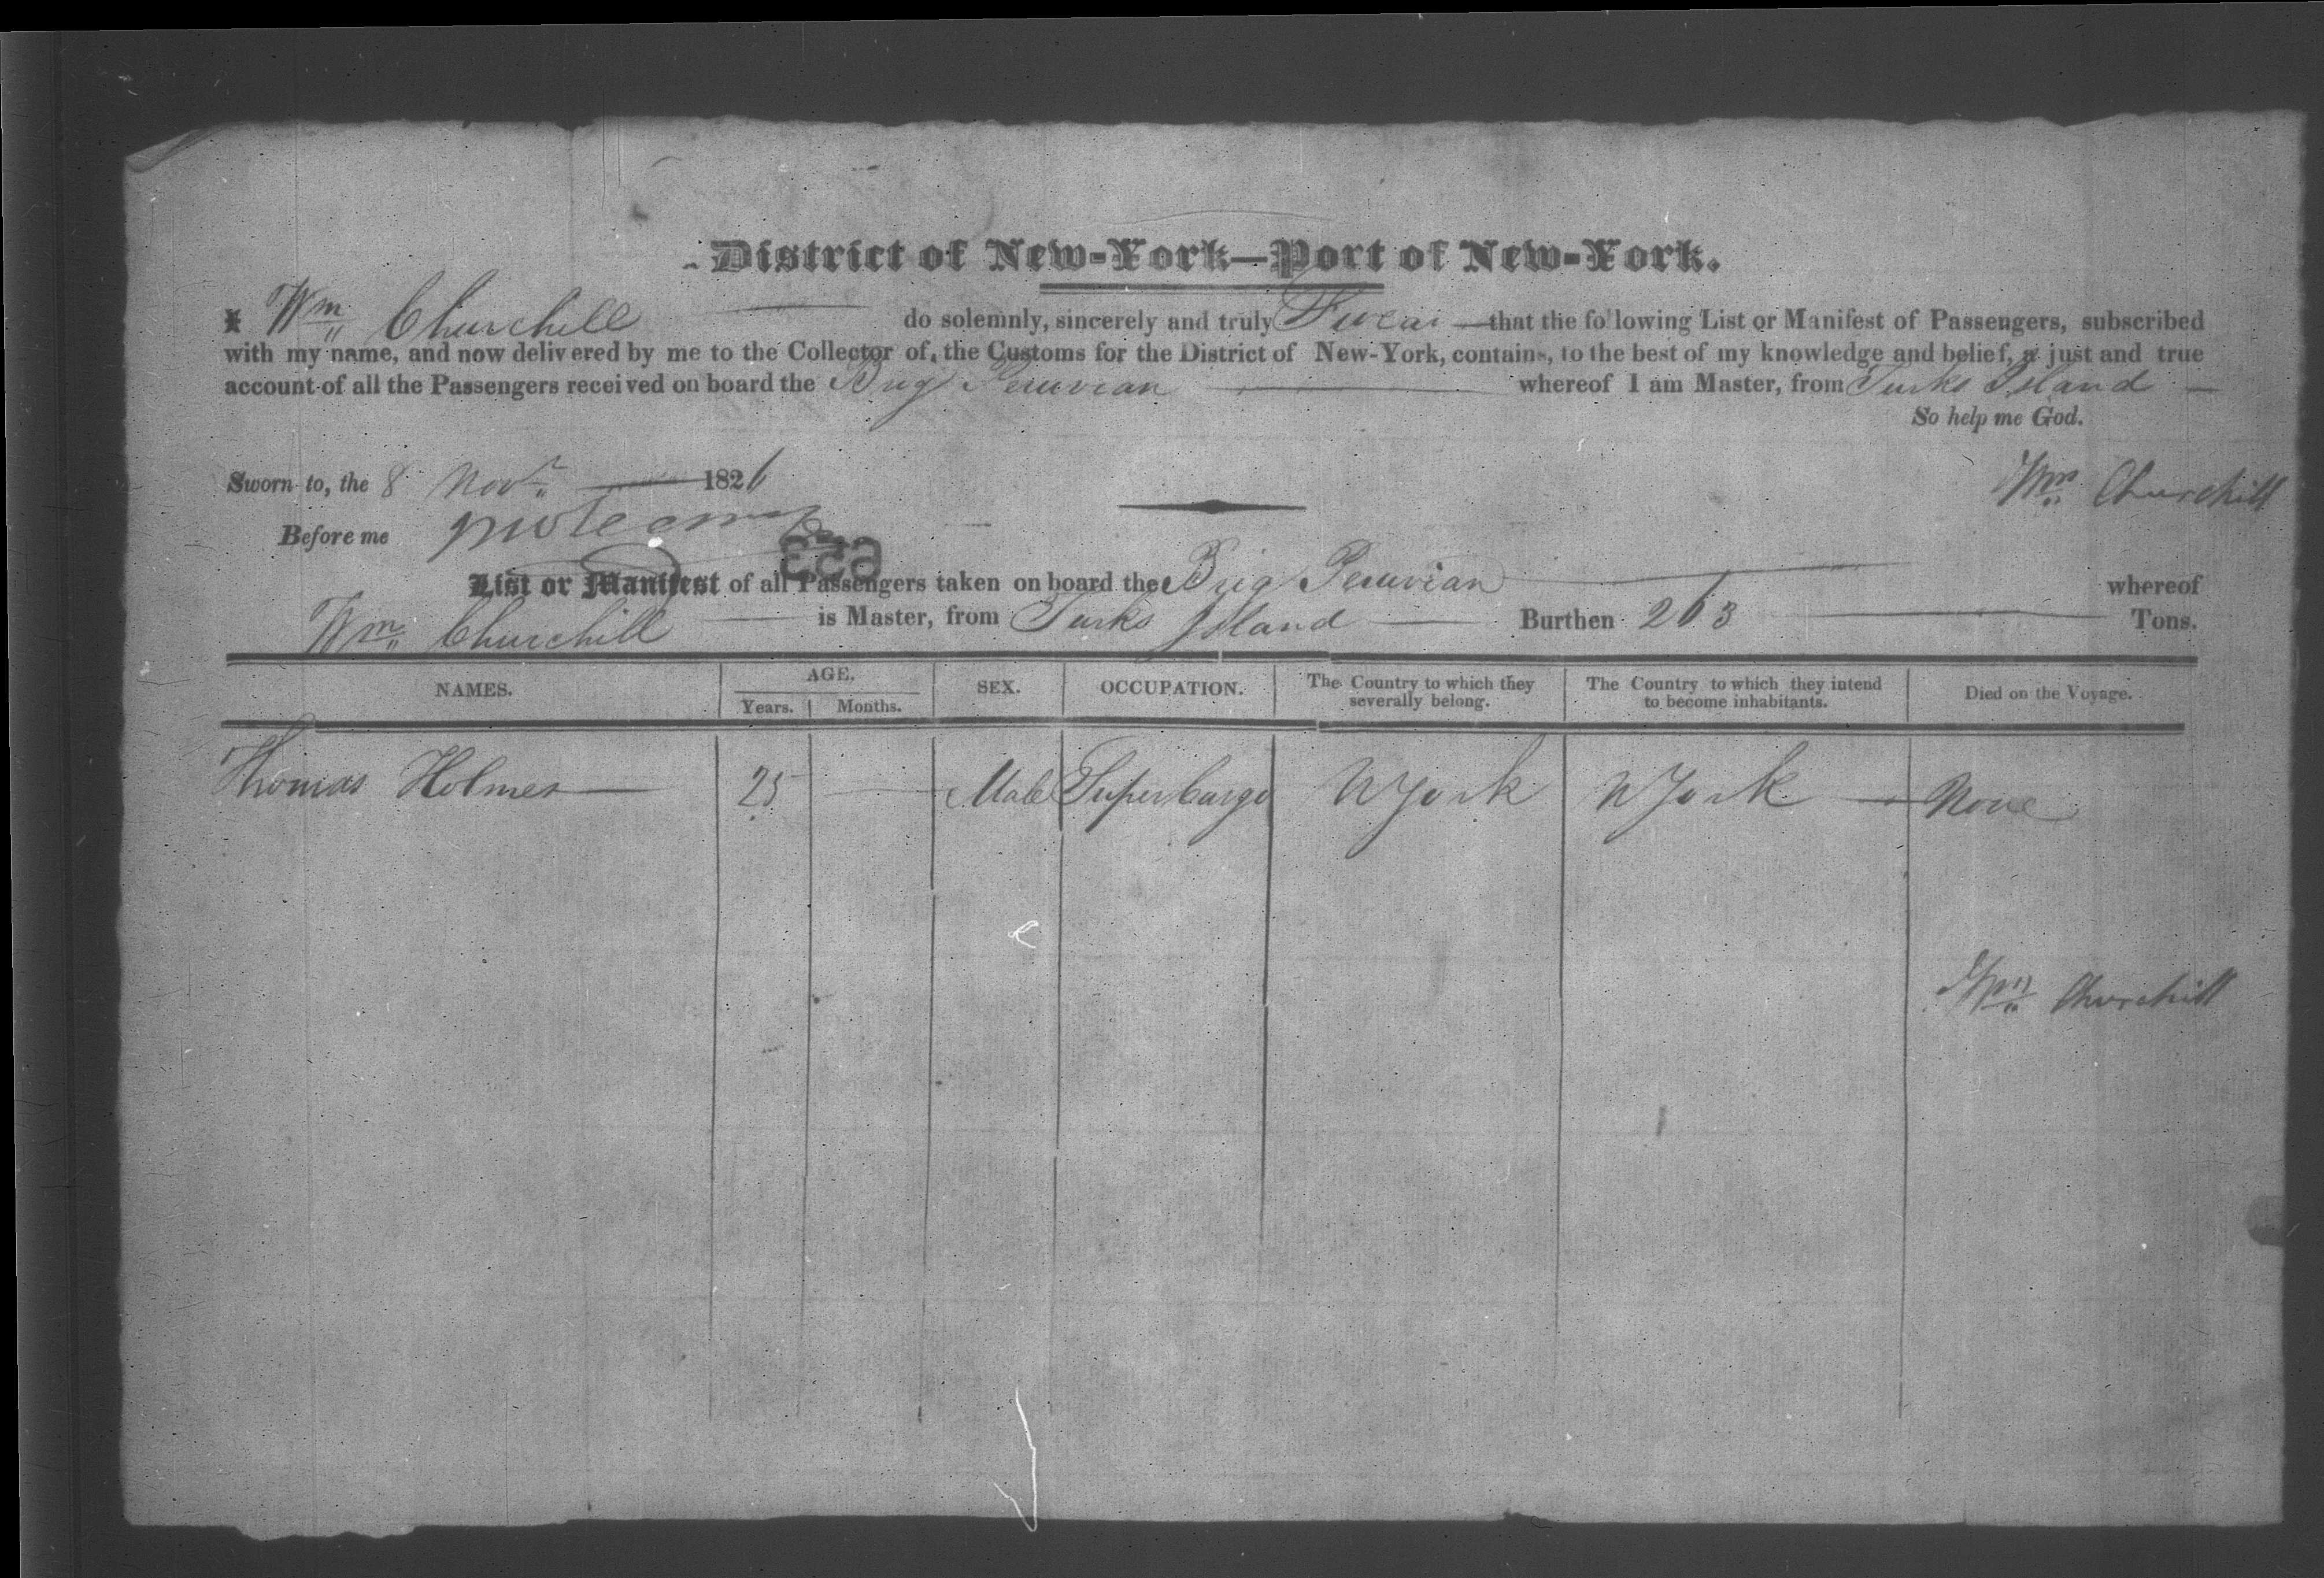 District of New-York—Port of New-York.
I Wm Churchill do solemnly, sincerely and truly Swear that the following List or Manifest of Passengers, subscribed
with my name, and now delivered by me to the Collector of the Customs for the District of New-York, contains, to the best of my knowledge and belief, a just and true
account of all the Passengers received on board the Brig Peruvian whereof I am Master, from Turks Island
So help me God.
Sworn to, the 8 Novr 1826
Wm Churchill
Before me
653
List or Manifest of all Passengers taken on board the Brig Peruvian whereof
Wm Churchill is Master, from Turks Island Burthen 263 Tons.
NAMES. AGE. Years. Months. SEX. OCCUPATION. The Country to which they severally belong. The Country to which they intend to become inhabitants. Died on the Voyage.
Thomas Holmes 25 Male Supercargo NYork NYork None
Wm Churchill